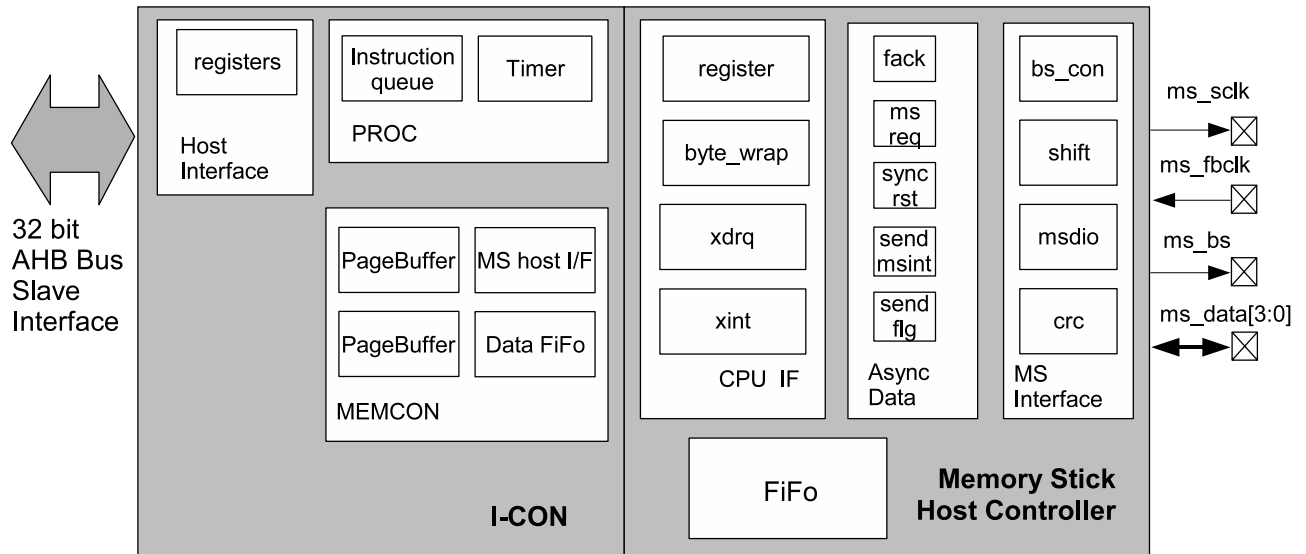 registers
Host
Interface
Instruction
queue
Timer
PROC
PageBuffer
MS host I/F
PageBuffer
Data FiFo
MEMCON
I-CON
32 bit
AHB Bus
Slave
Interface
register
byte_wrap
xdrq
xint
CPU IF
fack
ms
req
sync
rst
send
msint
send
flg
Async
Data
bs_con
shift
msdio
crc
MS
Interface
FiFo
Memory Stick
Host Controller
ms_sclk
ms_fbclk
ms_bs
ms_data[3:0]